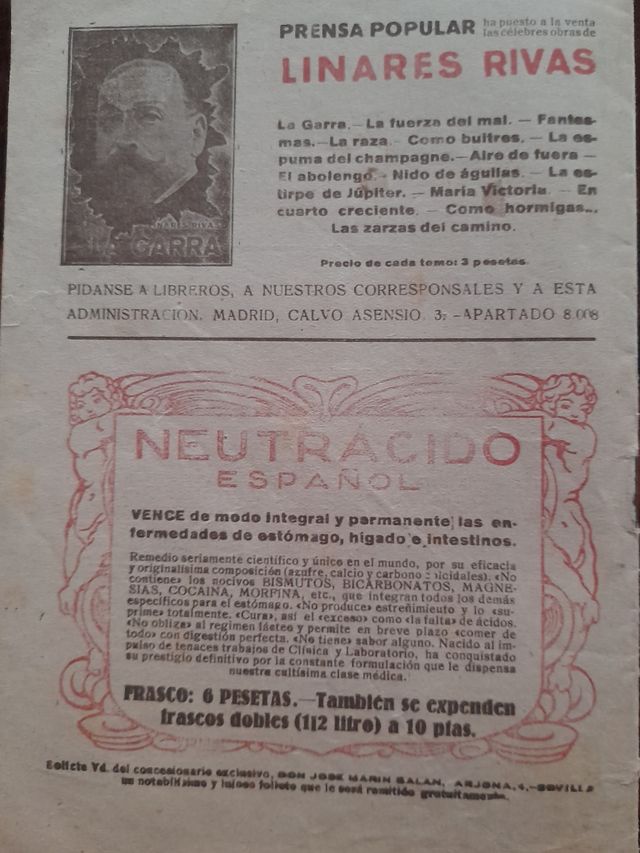 PRENSA POPULAR ha puesto a la venta
las célebres obras de
LINARES RIVAS
La Garra.—La fuerza del mal. — Fantas-
mas.—La raza.- Como buitres. — La es-
puma del champagne.—Aire de fuera —
El abolengo.- Nido de águilas. — La es-
tirpe de Júpiter. — María Victoria. — En
cuarto creciente. — Como hormigas...
Las zarzas del camino.
Precio de cada tomo: 3 pesetas.
LINARES RIVAS
LA GARRA
PIDANSE A LIBREROS, A NUESTROS CORRESPONSALES Y A ESTA
ADMINISTRACION. MADRID, CALVO ASENSIO, 3, -APARTADO 8.008
NEUTRACIDO
ESPAÑOL
VENCE de modo integral y permanente las en-
fermedades de estómago, hígado e intestinos.
Remedio seriamente científico y único en el mundo, por su eficacia
y originalísima composición (azufre, calcio y carbono : icidales). «No
contiene» los nocivos BISMUTOS, BICARBONATOS, MAGNE-
SIAS, COCAINA, MORFINA, etc., que integran todos los demás
específicos para el estómago. «No produce» estreñimiento y lo «su-
prime» totalmente. «Cura», así el «exceso» como «la falta» de ácidos.
«No obliga» al regimen lácteo y permite en breve plazo «comer de
todo» con digestión perfecta. «No tiene» sabor alguno. Nacido al im-
pulso de tenaces trabajos de Clínica y Laboratorio, ha conquistado
su prestigio definitivo por la constante formulación que le dispensa
nuestra cultísima clase médica.
FRASCO: 6 PESETAS.—También se expenden
frascos dobles (1|2 litro) a 10 ptas.
Solicite Vd. del concesionario exclusivo, DON JOSE MARIN GALAN, ARJONA, 4.-SEVILLA
un notabilísimo y lujoso folleto que le será remitido gratuitamente.